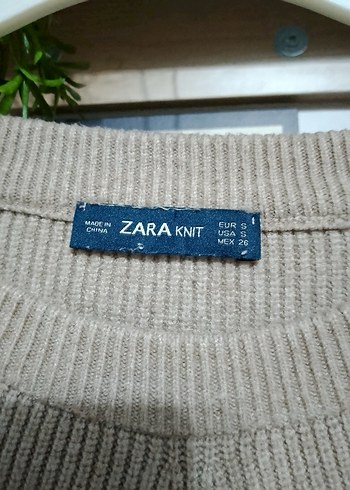 MADE IN
CHINA
ZARA KNIT
EUR S
USA S
MEX 26